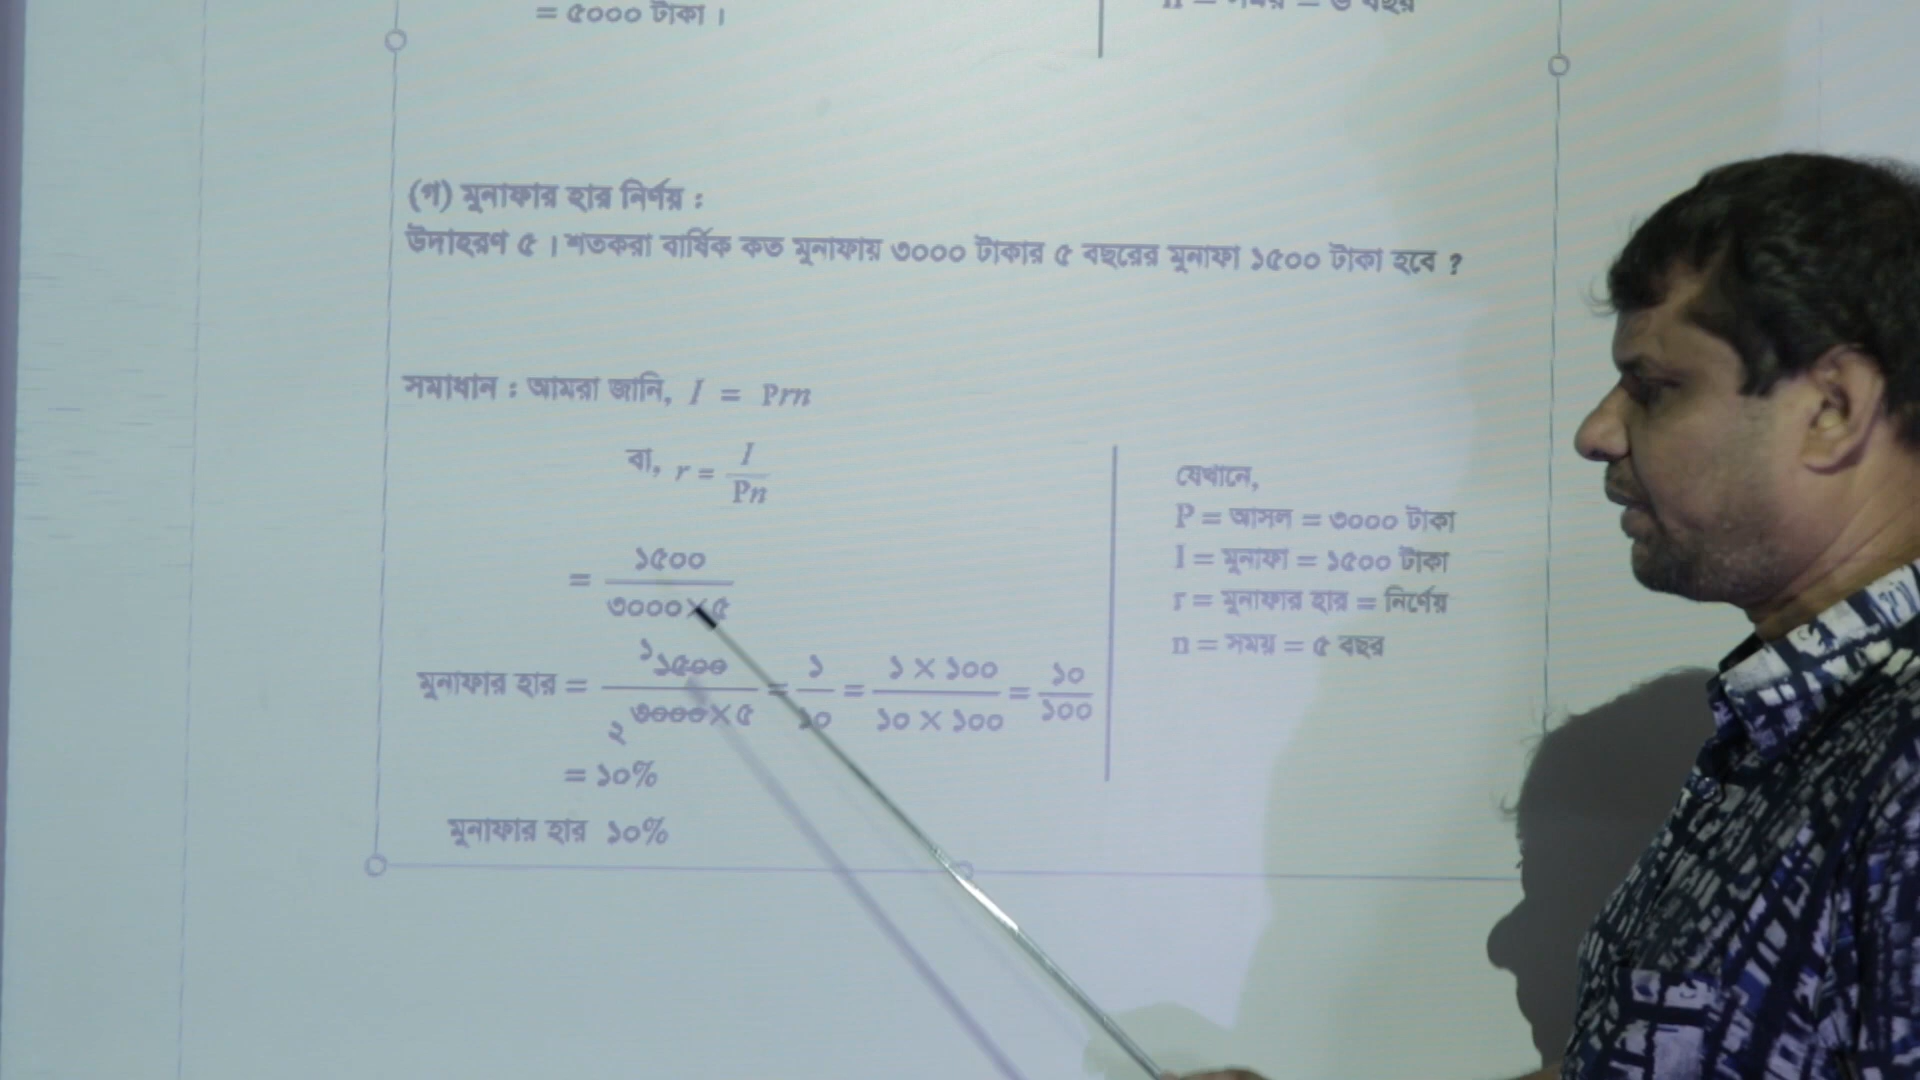 = ৫০০০ টাকা ।
(গ) মুনাফার হার নির্ণয় :
উদাহরণ ৫ । শতকরা বার্ষিক কত মুনাফায় ৩০০০ টাকার ৫ বছরের মুনাফা ১৫০০ টাকা হবে ?
সমাধান : আমরা জানি, I = Prn
বা, r = I / Pn
= ১৫০০ / ৩০০০ × ৫
মুনাফার হার = ১ ১৫০০ / ২ ৩০০০ × ৫ = ১ / ১০ = ১ × ১০০ / ১০ × ১০০ = ১০ / ১০০
= ১০%
মুনাফার হার ১০%
যেখানে,
P = আসল = ৩০০০ টাকা
I = মুনাফা = ১৫০০ টাকা
r = মুনাফার হার = নির্ণেয়
n = সময় = ৫ বছর